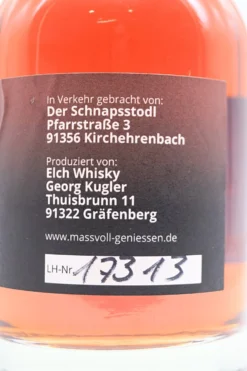 In Verkehr gebracht von:
Der Schnapsstodl
Pfarrstraße 3
91356 Kirchehrenbach
Produziert von:
Elch Whisky
Georg Kugler
Thuisbrunn 11
91322 Gräfenberg
www.massvoll-geniessen.de
LH-Nr. 17313